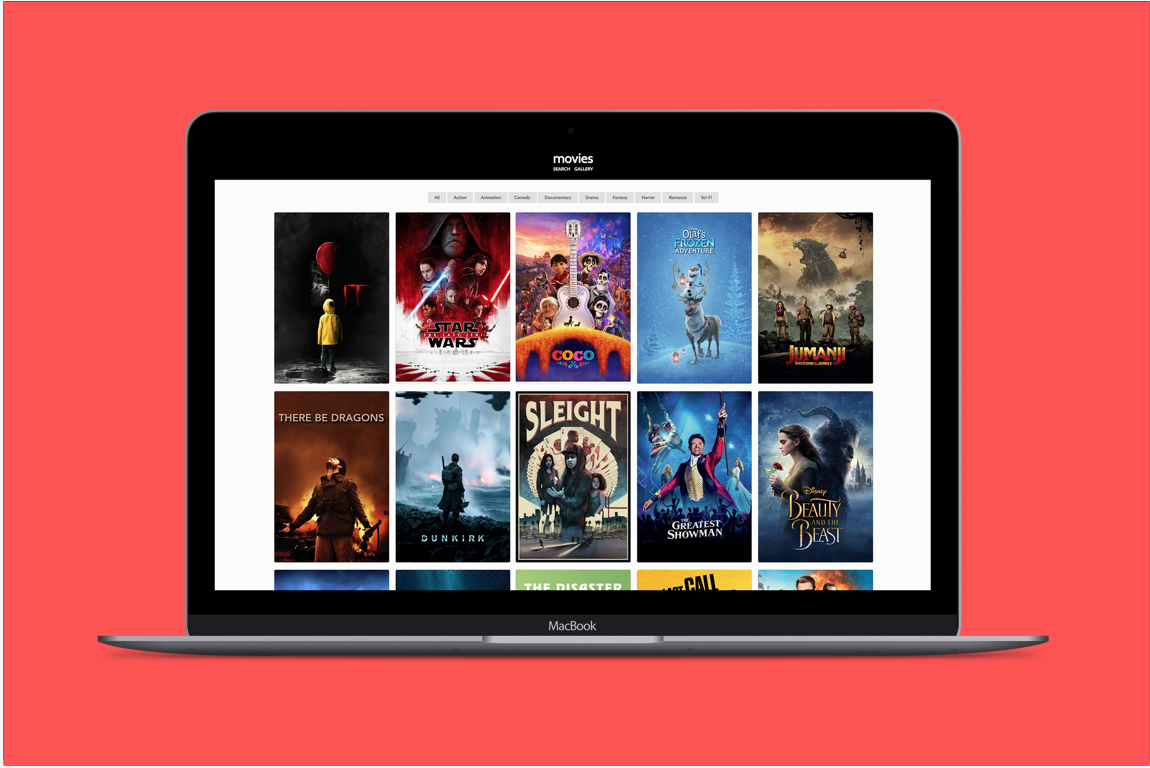 movies
SEARCH GALLERY
All Action Animation Comedy Documentary Drama Fantasy Horror Romance Sci-Fi
IT
STAR
THE LAST JEDI
WARS
COCO
Olaf's
FROZEN
ADVENTURE
JUMANJI
WELCOME TO THE JUNGLE
THERE BE DRAGONS
DUNKIRK
SLEIGHT
THE
GREATEST
SHOWMAN
Disney
BEAUTY
AND THE
BEAST
THE DISASTER
CALL
MacBook